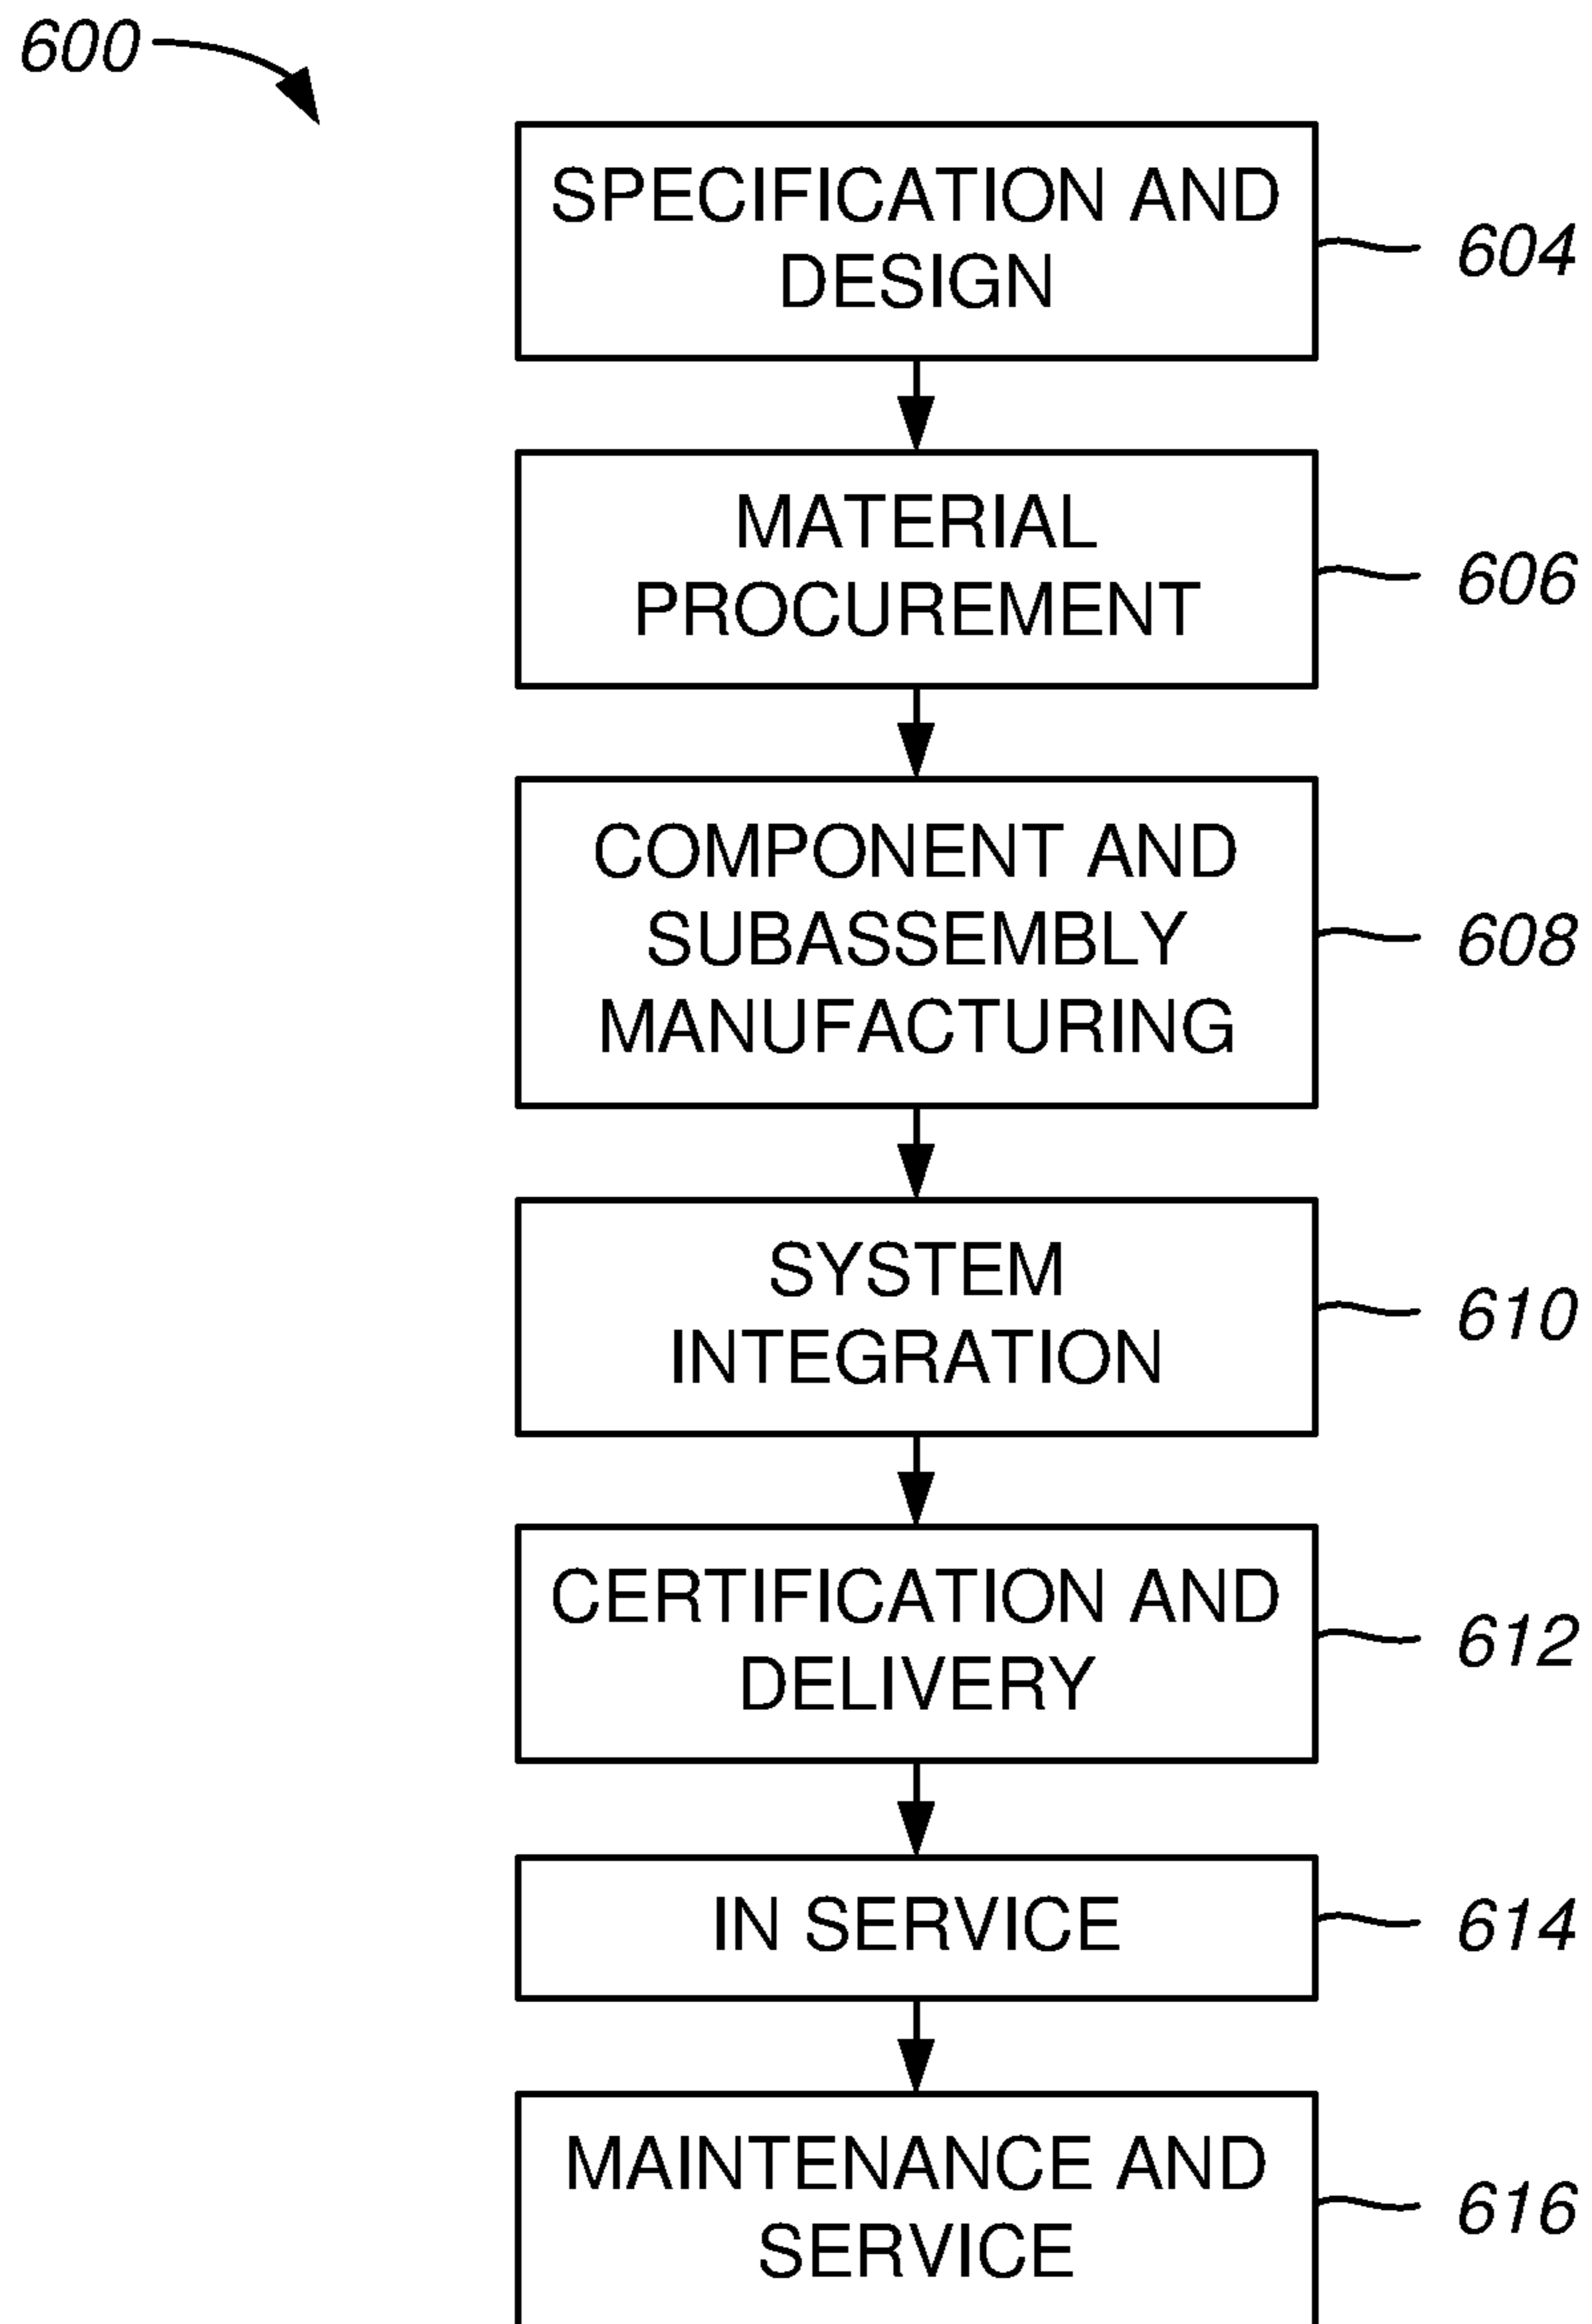 600
SPECIFICATION AND
DESIGN
604
MATERIAL
PROCUREMENT
606
COMPONENT AND
SUBASSEMBLY
MANUFACTURING
608
SYSTEM
INTEGRATION
610
CERTIFICATION AND
DELIVERY
612
IN SERVICE
614
MAINTENANCE AND
SERVICE
616